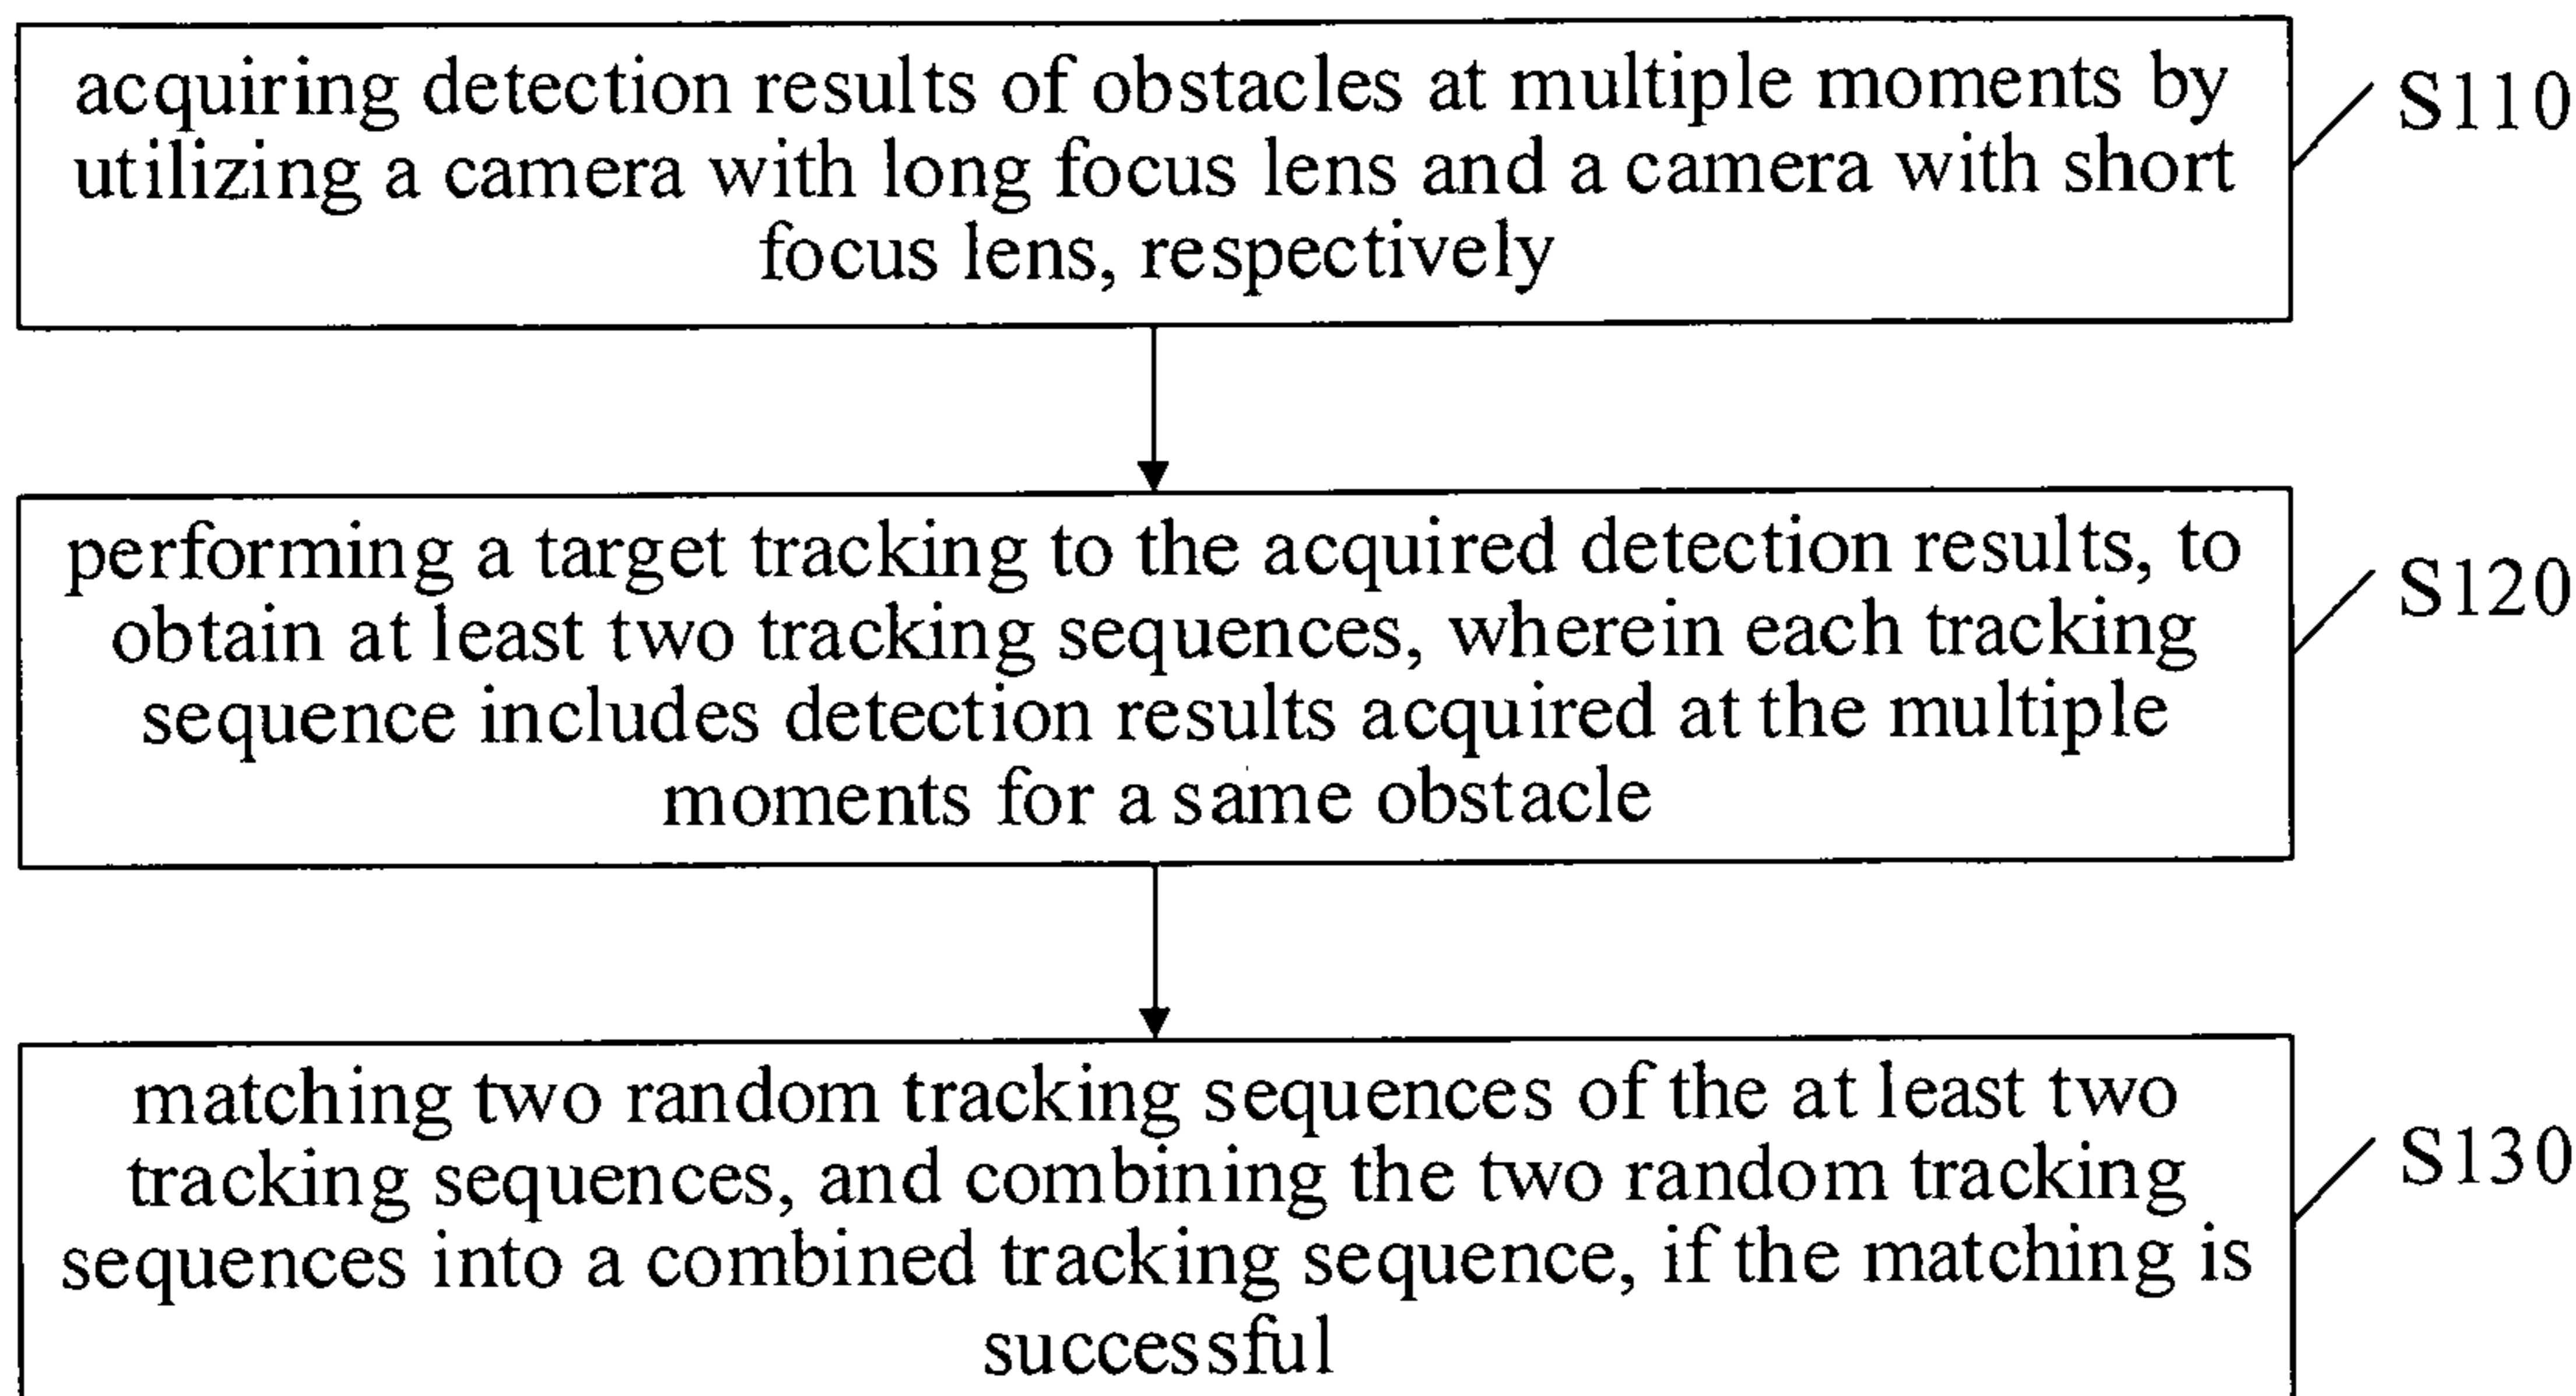 acquiring detection results of obstacles at multiple moments by
utilizing a camera with long focus lens and a camera with short
focus lens, respectively
S110
performing a target tracking to the acquired detection results, to
obtain at least two tracking sequences, wherein each tracking
sequence includes detection results acquired at the multiple
moments for a same obstacle
S120
matching two random tracking sequences of the at least two
tracking sequences, and combining the two random tracking
sequences into a combined tracking sequence, if the matching is
successful
S130